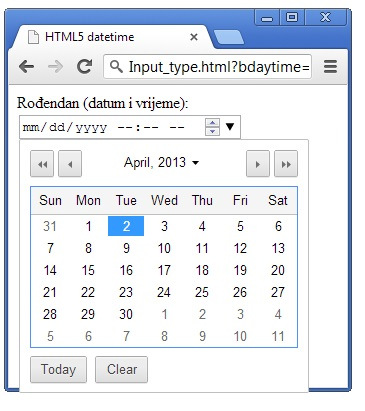 HTML5 datetime
Input_type.html?bdaytime=
Rođendan (datum i vrijeme):
mm/dd/yyyy --:-- --
April, 2013
Sun Mon Tue Wed Thu Fri Sat
31 1 2 3 4 5 6
7 8 9 10 11 12 13
14 15 16 17 18 19 20
21 22 23 24 25 26 27
28 29 30 1 2 3 4
5 6 7 8 9 10 11
Today Clear